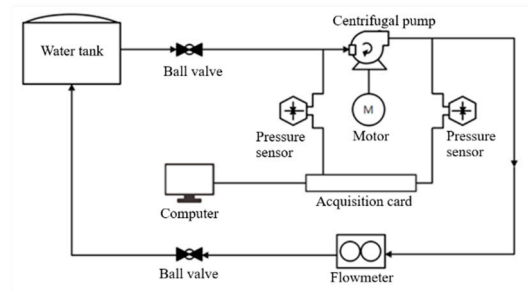 Centrifugal pump
Water tank
Ball valve
M
Pressure
sensor
Motor
Pressure
sensor
Acquisition card
Computer
Ball valve
Flowmeter